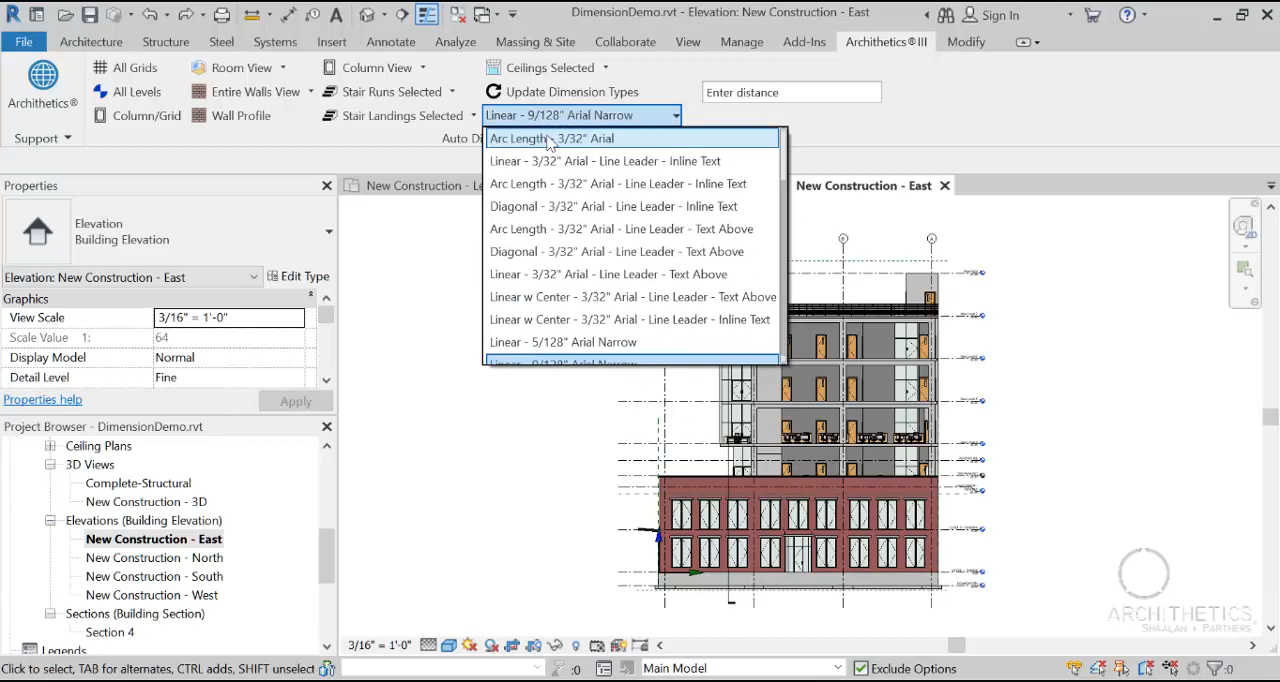 DimensionDemo.rvt - Elevation: New Construction - East
Sign In
File Architecture Structure Steel Systems Insert Annotate Analyze Massing & Site Collaborate View Manage Add-Ins Archithetics®III Modify
All Grids Room View Column View Ceilings Selected
All Levels Entire Walls View Stair Runs Selected Update Dimension Types Enter distance
Archithetics®
Column/Grid Wall Profile Stair Landings Selected Linear - 9/128" Arial Narrow
Support Auto Di
Arc Length - 3/32" Arial
Linear - 3/32" Arial - Line Leader - Inline Text
Arc Length - 3/32" Arial - Line Leader - Inline Text
Diagonal - 3/32" Arial - Line Leader - Inline Text
Arc Length - 3/32" Arial - Line Leader - Text Above
Diagonal - 3/32" Arial - Line Leader - Text Above
Linear - 3/32" Arial - Line Leader - Text Above
Linear w Center - 3/32" Arial - Line Leader - Text Above
Linear w Center - 3/32" Arial - Line Leader - Inline Text
Linear - 5/128" Arial Narrow
Linear - 9/128" Arial Narrow
Properties
New Construction - Le
New Construction - East
Elevation
Building Elevation
Elevation: New Construction - East Edit Type
Graphics
View Scale 3/16" = 1'-0"
Scale Value 1: 64
Display Model Normal
Detail Level Fine
Properties help Apply
Project Browser - DimensionDemo.rvt
Ceiling Plans
3D Views
Complete-Structural
New Construction - 3D
Elevations (Building Elevation)
New Construction - East
New Construction - North
New Construction - South
New Construction - West
Sections (Building Section)
Section 4
Legends
ARCHITHETICS
SHAALAN + PARTNERS
3/16" = 1'-0"
Click to select, TAB for alternates, CTRL adds, SHIFT unselect :0 Main Model Exclude Options :0